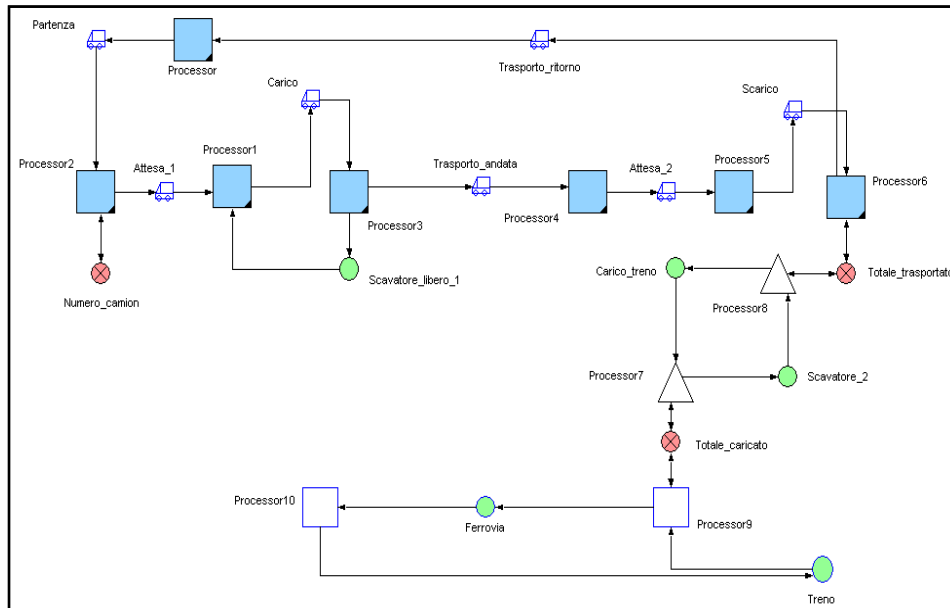 Partenza
Processor
Trasporto_ritorno
Carico
Scarico
Processor2
Attesa_1
Processor1
Trasporto_andata
Attesa_2
Processor5
Processor6
Processor3
Processor4
Numero_camion
Scavatore_libero_1
Carico_treno
Totale_trasportato
Processor8
Processor7
Scavatore_2
Totale_caricato
Processor10
Ferrovia
Processor9
Treno